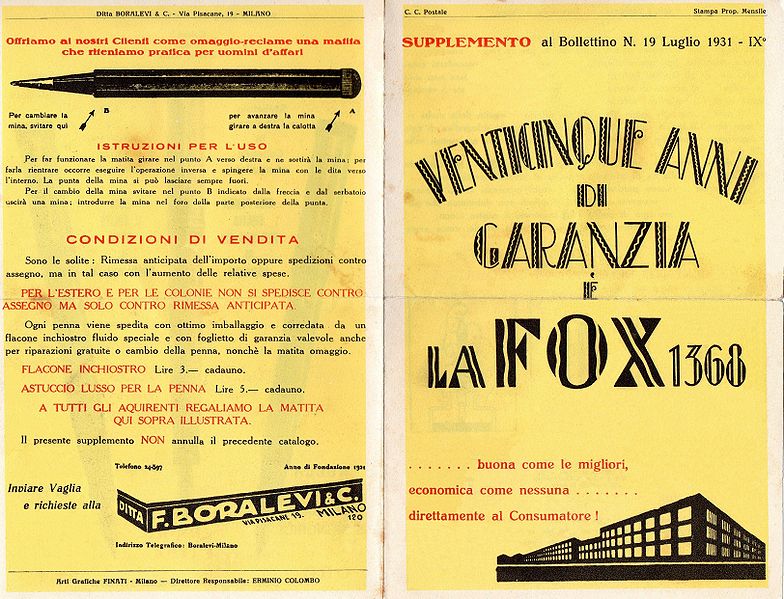 Ditta BORALEVI & C. - Via Pisacane, 19 - MILANO
Offriamo ai nostri Clienti come omaggio-reclame una matita
che riteniamo pratica per uomini d'affari
B
A
Per cambiare la
mina, svitare qui
per avanzare la mina
girare a destra la calotta
ISTRUZIONI PER L'USO
Per far funzionare la matita girare nel punto A verso destra e ne sortirà la mina; per
farla rientrare occorre eseguire l'operazione inversa e spingere la mina con le dita verso
l'interno. La punta della mina si può lasciare sempre fuori.
Per il cambio della mina svitare nel punto B indicato dalla freccia e dal serbatoio
uscirà una mina; introdurre la mina nel foro dalla parte posteriore della punta.
CONDIZIONI DI VENDITA
Sono le solite: Rimessa anticipata dell'importo oppure spedizioni contro
assegno, ma in tal caso con l'aumento delle relative spese.
PER L'ESTERO E PER LE COLONIE NON SI SPEDISCE CONTRO
ASSEGNO MA SOLO CONTRO RIMESSA ANTICIPATA.
Ogni penna viene spedita con ottimo imballaggio e corredata da un
flacone inchiostro fluido speciale e con foglietto di garanzia valevole anche
per riparazioni gratuite o cambio della penna, nonchè la matita omaggio.
FLACONE INCHIOSTRO Lire 3.— cadauno.
ASTUCCIO LUSSO PER LA PENNA Lire 5.— cadauno.
A TUTTI GLI AQUIRENTI REGALIAMO LA MATITA
QUI SOPRA ILLUSTRATA.
Il presente supplemento NON annulla il precedente catalogo.
Telefono 24-597
Anno di Fondazione
Inviare Vaglia
e richieste alla
DITTA F. BORALEVI & C.
VIA PISACANE 19. MILANO
120
Indirizzo Telegrafico: Boralevi-Milano
Arti Grafiche FINATI - Milano — Direttore Responsabile: ERMINIO COLOMBO
C. C. Postale
Stampa Prop. Mensile
SUPPLEMENTO al Bollettino N. 19 Luglio 1931 - IXº
VENTICINQUE ANNI
DI
GARANZIA
È
LA FOX 1368
. . . . . . . buona come le migliori,
economica come nessuna . . . . . . .
direttamente al Consumatore !